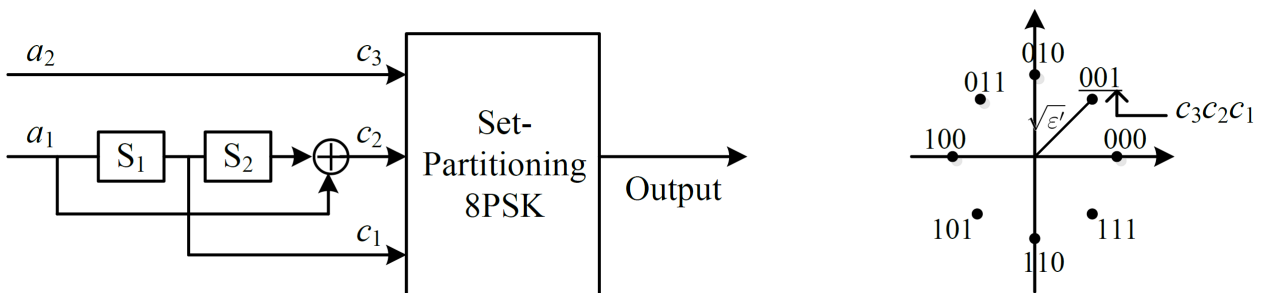 a₂
c₃
a₁
S₁
S₂
c₂
c₁
Set-
Partitioning
8PSK
Output
010
011
001
√ε′
c₃c₂c₁
100
000
101
111
110